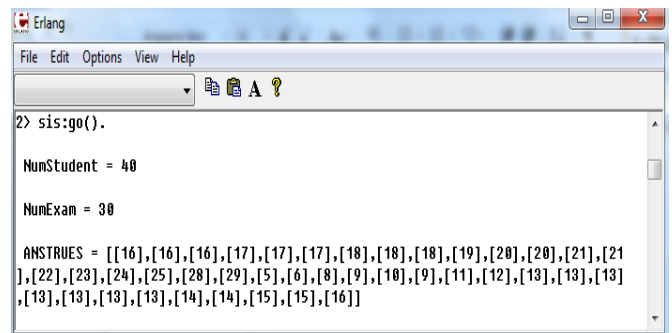 Erlang
File Edit Options View Help
2> sis:go().
NumStudent = 40
NumExam = 30
ANSTRUES = [[16],[16],[16],[17],[17],[17],[18],[18],[18],[19],[20],[20],[21],[21
],[22],[23],[24],[25],[28],[29],[5],[6],[8],[9],[10],[9],[11],[12],[13],[13],[13]
,[13],[13],[13],[13],[14],[14],[15],[15],[16]]